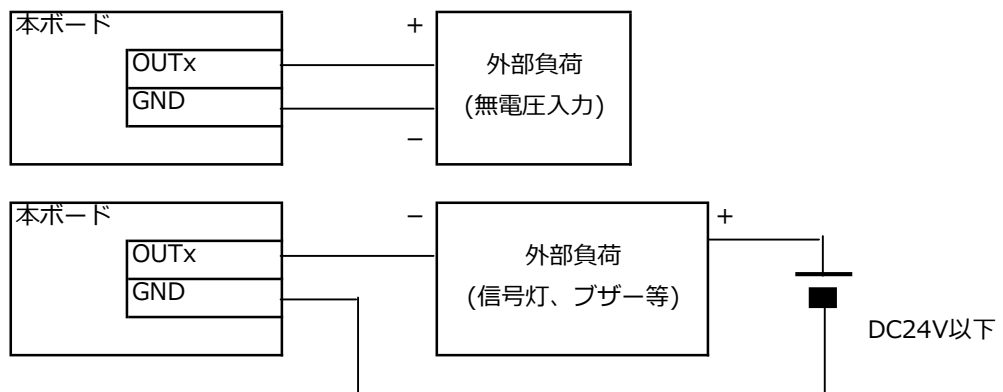 本ボード
+
OUTx
外部負荷
GND
(無電圧入力)
−
本ボード
−
+
OUTx
外部負荷
GND
(信号灯、ブザー等)
DC24V以下